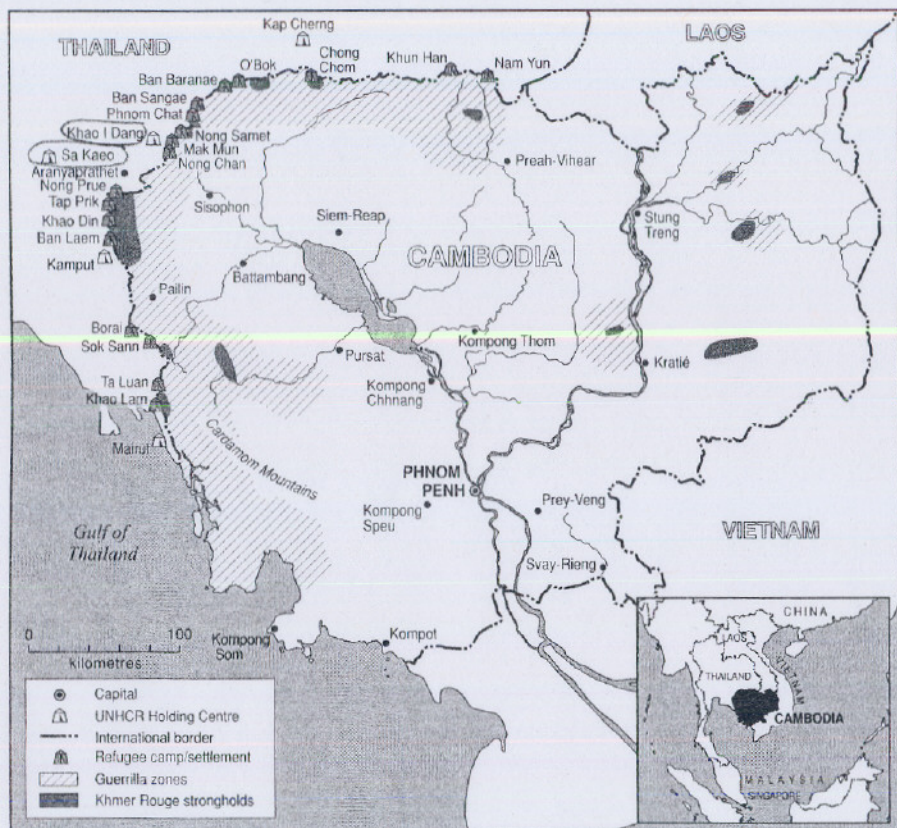 Kap Cherng
THAILAND
LAOS
O'Bok
Chong
Chom
Khun Han
Nam Yun
Ban Baranae
Ban Sangae
Phnom Chat
Khao I Dang
Nong Samet
Mak Mun
Nong Chan
Sa Kaeo
Aranyaprathet
Preah-Vihear
Nong Prue
Tap Prik
Khao Din
Ban Laem
Kamput
Sisophon
Siem-Reap
Stung
Treng
CAMBODIA
Battambang
Pailin
Borai
Sok Sann
Pursat
Kompong Thom
Kratié
Ta Luan
Khao Larn
Kompong
Chhnang
Mairut
Cardamom Mountains
PHNOM
PENH
Kompong
Speu
Prey-Veng
VIETNAM
Gulf of
Thailand
Svay-Rieng
0 100
kilometres
Kompong
Som
Kompot
Capital
UNHCR Holding Centre
International border
Refugee camp/settlement
Guerrilla zones
Khmer Rouge strongholds
CHINA
LAOS
THAILAND
VIETNAM
CAMBODIA
MALAYSIA
SINGAPORE